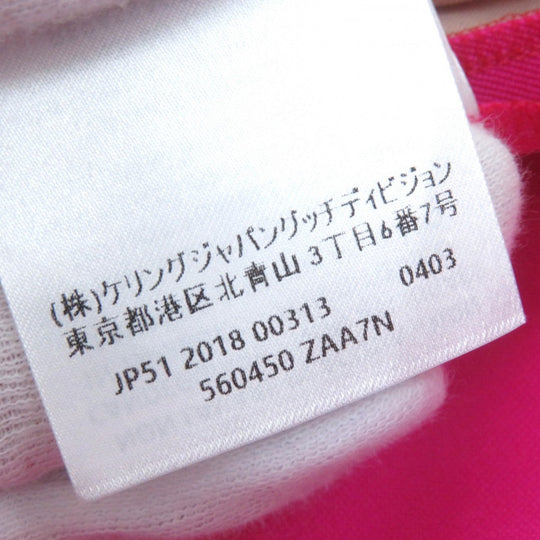 (株)ケリングジャパングッチディビジョン
東京都港区北青山 3丁目6番7号
JP51 2018 00313 0403
560450 ZAA7N